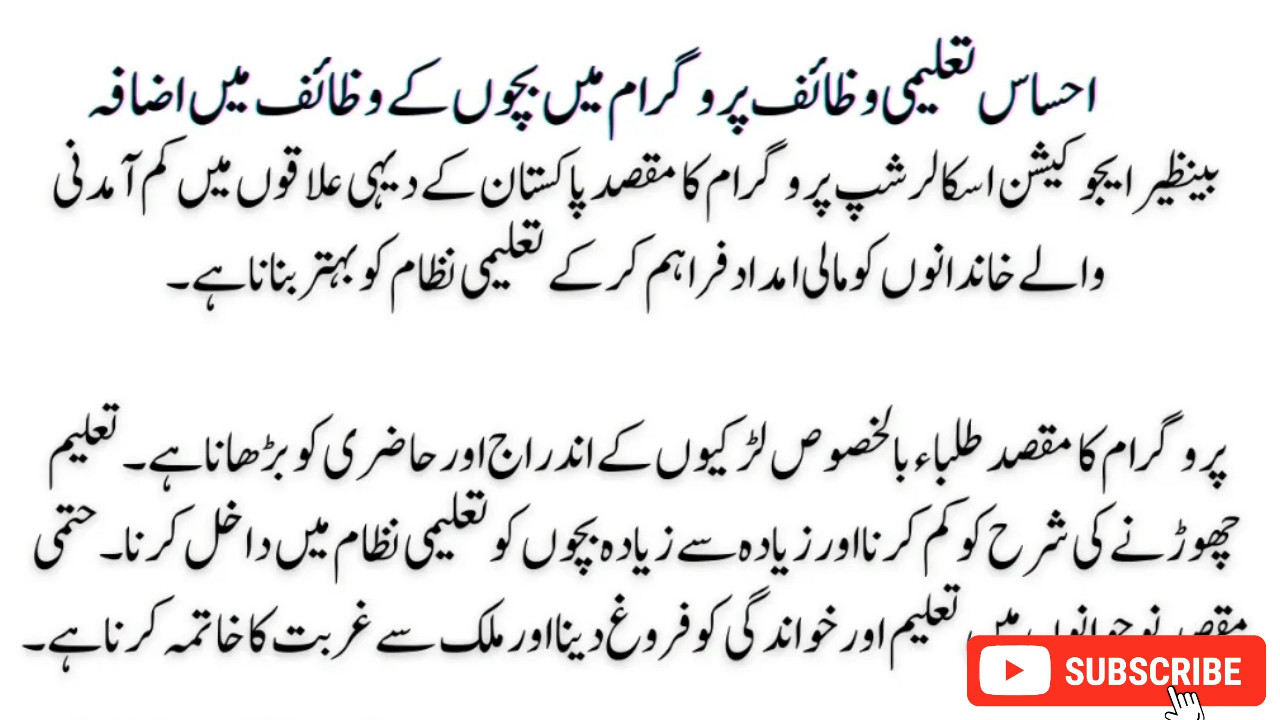 احساس تعلیمی وظائف پروگرام میں بچوں کے وظائف میں اضافہ
بینظیر ایجوکیشن اسکالرشپ پروگرام کا مقصد پاکستان کے دیہی علاقوں میں کم آمدنی
والے خاندانوں کو مالی امداد فراہم کرکے تعلیمی نظام کو بہتر بنانا ہے۔
پروگرام کا مقصد طلباء بالخصوص لڑکیوں کے اندراج اور حاضری کو بڑھانا ہے۔ تعلیم
چھوڑنے کی شرح کو کم کرنا اور زیادہ سے زیادہ بچوں کو تعلیمی نظام میں داخل کرنا۔ حتمی
مقصد نوجوانوں میں تعلیم اور خواندگی کو فروغ دینا اور ملک سے غربت کا خاتمہ کرنا ہے۔
SUBSCRIBE